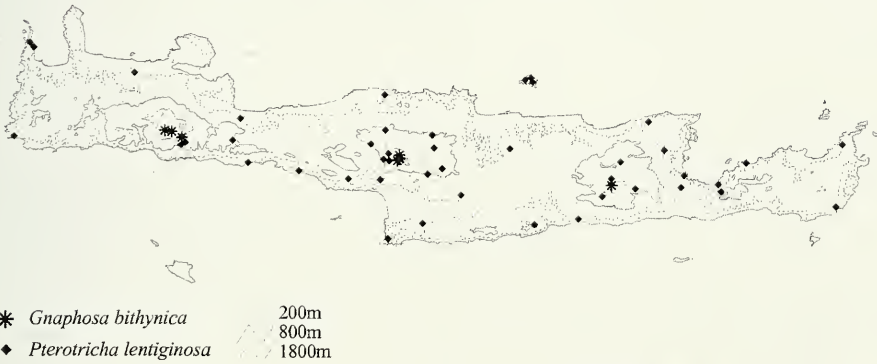 Gnaphosa bithynica
Pterotricha lentiginosa
200m
800m
1800m